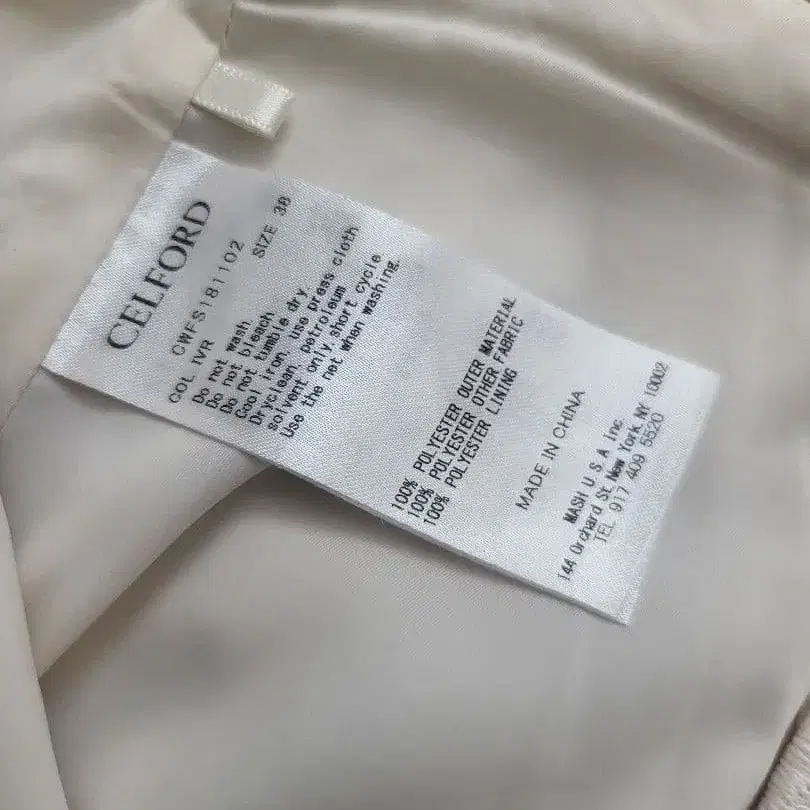 CELFORD
CWFS181102
COL IVR SIZE 38
Do not wash
Do not bleach
Do not tumble dry
Cool iron, use press cloth
Dryclean, petroleum
solvent only, short cycle
Use the net when washing.
100% POLYESTER OUTER MATERIAL
100% POLYESTER OTHER FABRIC
100% POLYESTER LINING
MADE IN CHINA
MASH U S A Inc.
144 Orchard St. New York, NY 10002
TEL 917 409 5520